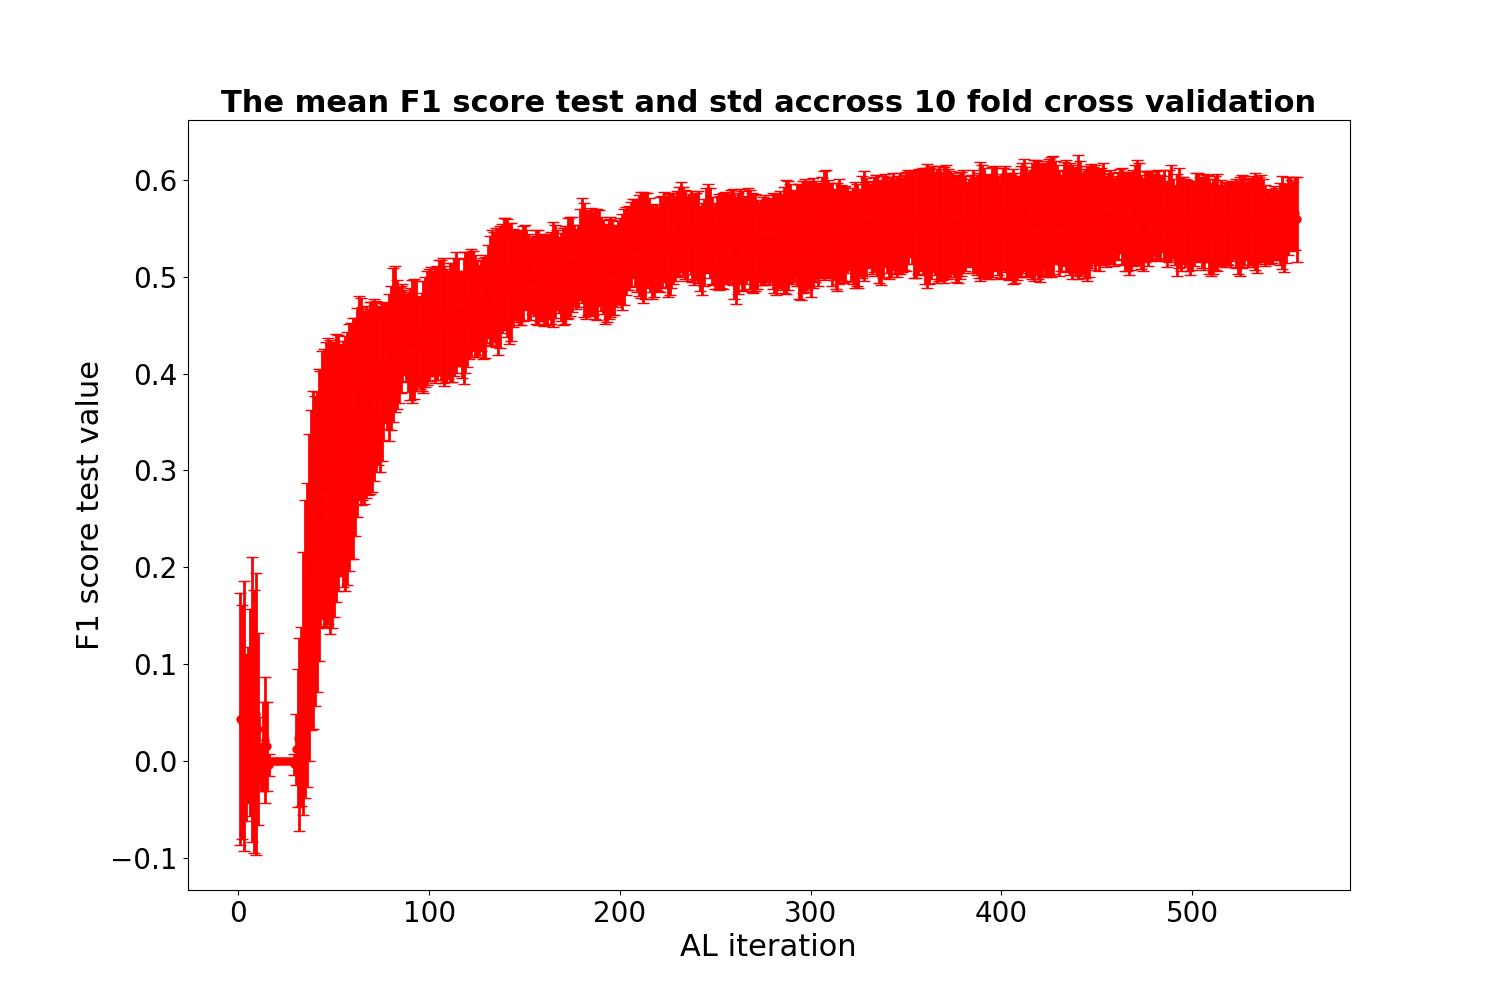 The mean F1 score test and std accross 10 fold cross validation
0.6
0.5
0.4
0.3
0.2
0.1
0.0
−0.1
F1 score test value
0 100 200 300 400 500
AL iteration